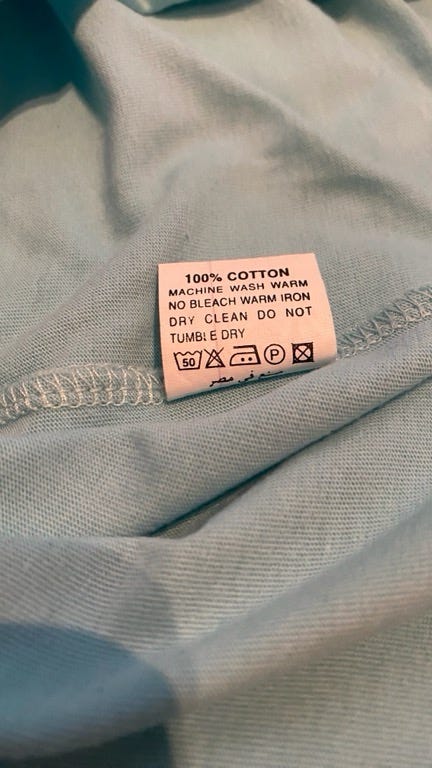 100% COTTON
MACHINE WASH WARM
NO BLEACH WARM IRON
DRY CLEAN DO NOT
TUMBLE DRY
50 P
صنع في مصر